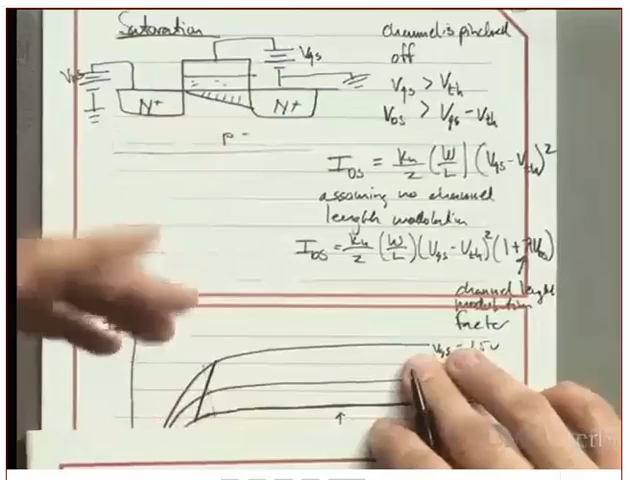 Saturation
channel is pinched
off
Vgs
Vgs > Vth
VDS > Vgs - Vth
N+ N+
p-
IDS = kn/2 (W/L) (Vgs - Vth)^2
assuming no channel
length modulation
IDS = kn/2 (W/L) (Vgs - Vth)^2 (1 + λVDS)
channel length
modulation
factor